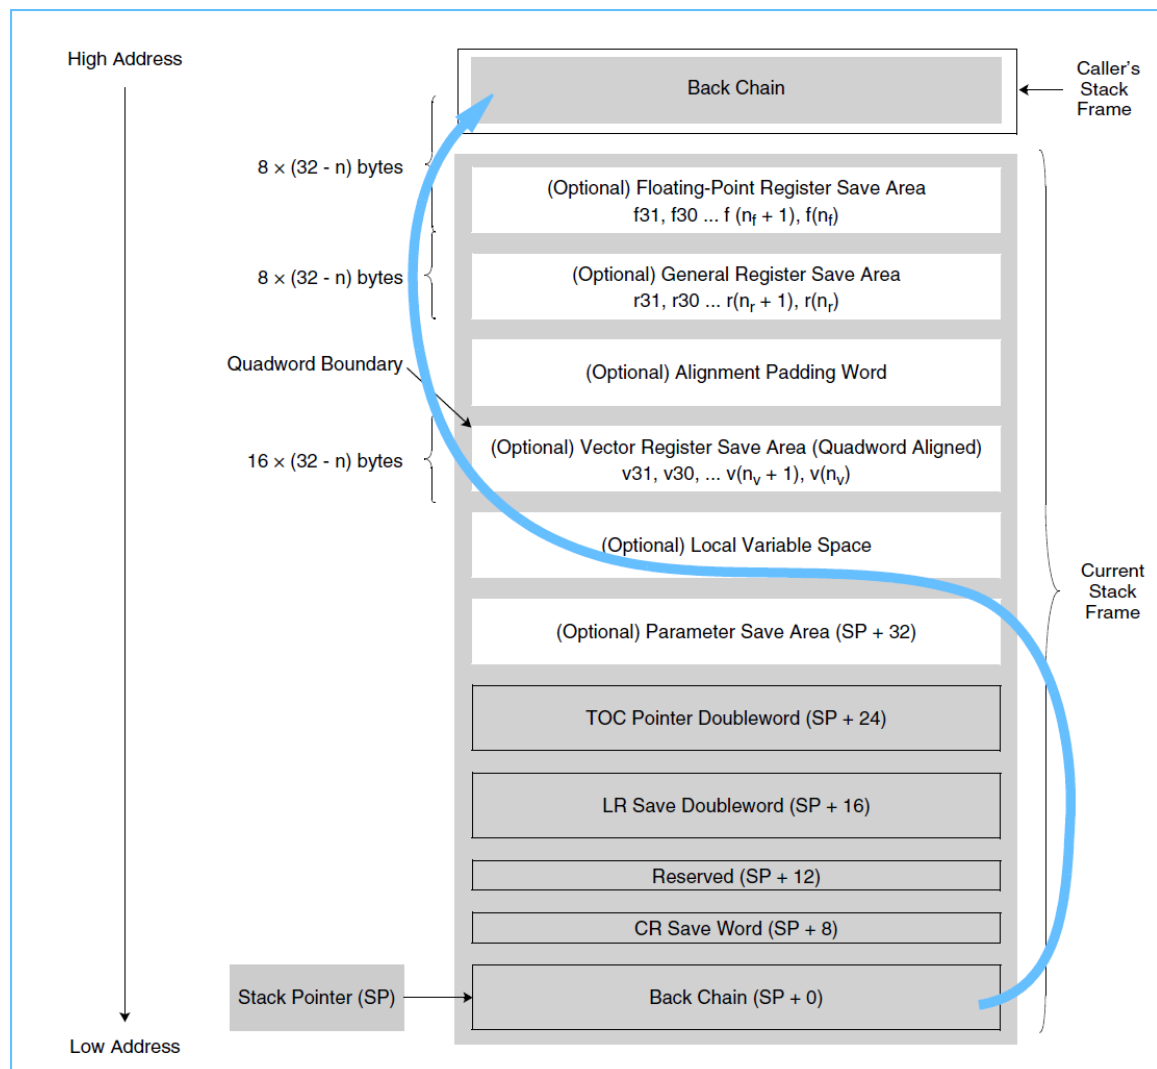 High Address
Back Chain
Caller's
Stack
Frame
8 × (32 - n) bytes
(Optional) Floating-Point Register Save Area
f31, f30 ... f (nf + 1), f(nf)
8 × (32 - n) bytes
(Optional) General Register Save Area
r31, r30 ... r(nr + 1), r(nr)
Quadword Boundary
(Optional) Alignment Padding Word
16 × (32 - n) bytes
(Optional) Vector Register Save Area (Quadword Aligned)
v31, v30, ... v(nv + 1), v(nv)
(Optional) Local Variable Space
Current
Stack
Frame
(Optional) Parameter Save Area (SP + 32)
TOC Pointer Doubleword (SP + 24)
LR Save Doubleword (SP + 16)
Reserved (SP + 12)
CR Save Word (SP + 8)
Stack Pointer (SP)
Back Chain (SP + 0)
Low Address